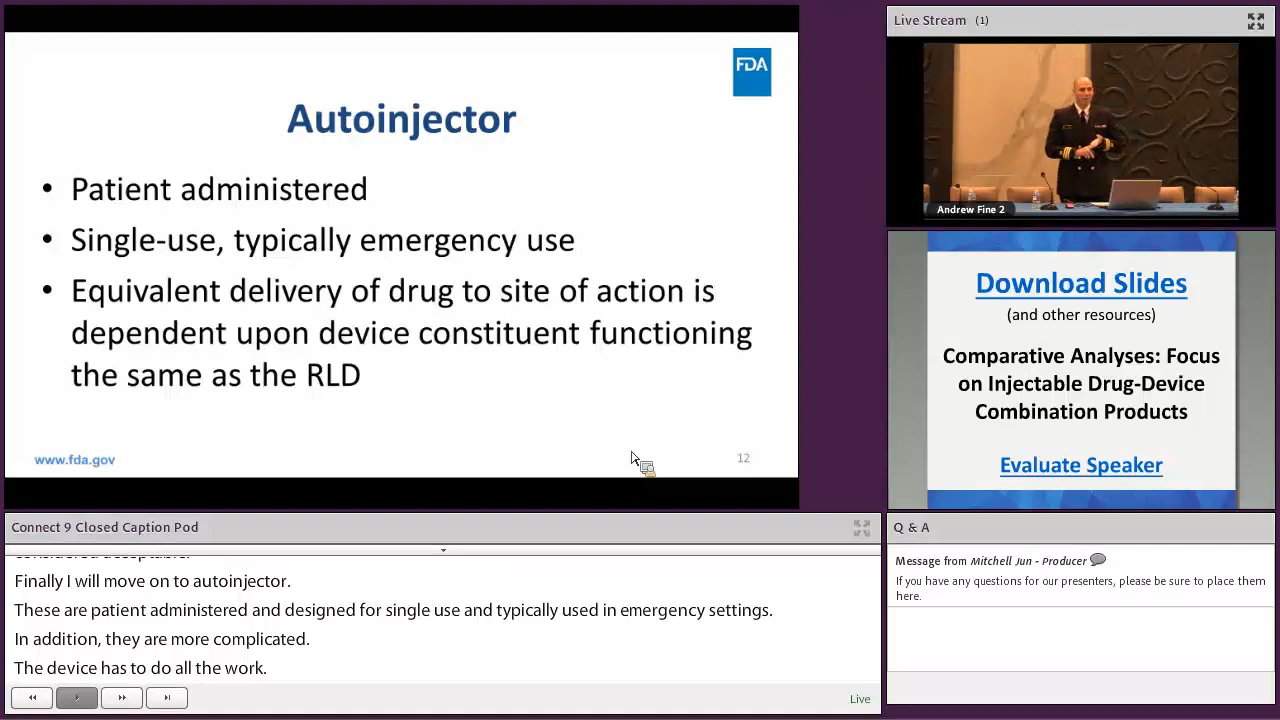 FDA
Autoinjector
• Patient administered
• Single-use, typically emergency use
• Equivalent delivery of drug to site of action is
dependent upon device constituent functioning
the same as the RLD
www.fda.gov
12
Live Stream (1)
Andrew Fine 2
Download Slides
(and other resources)
Comparative Analyses: Focus
on Injectable Drug-Device
Combination Products
Evaluate Speaker
Connect 9 Closed Caption Pod
Finally I will move on to autoinjector.
These are patient administered and designed for single use and typically used in emergency settings.
In addition, they are more complicated.
The device has to do all the work.
Live
Q & A
Message from Mitchell Jun - Producer
If you have any questions for our presenters, please be sure to place them
here.